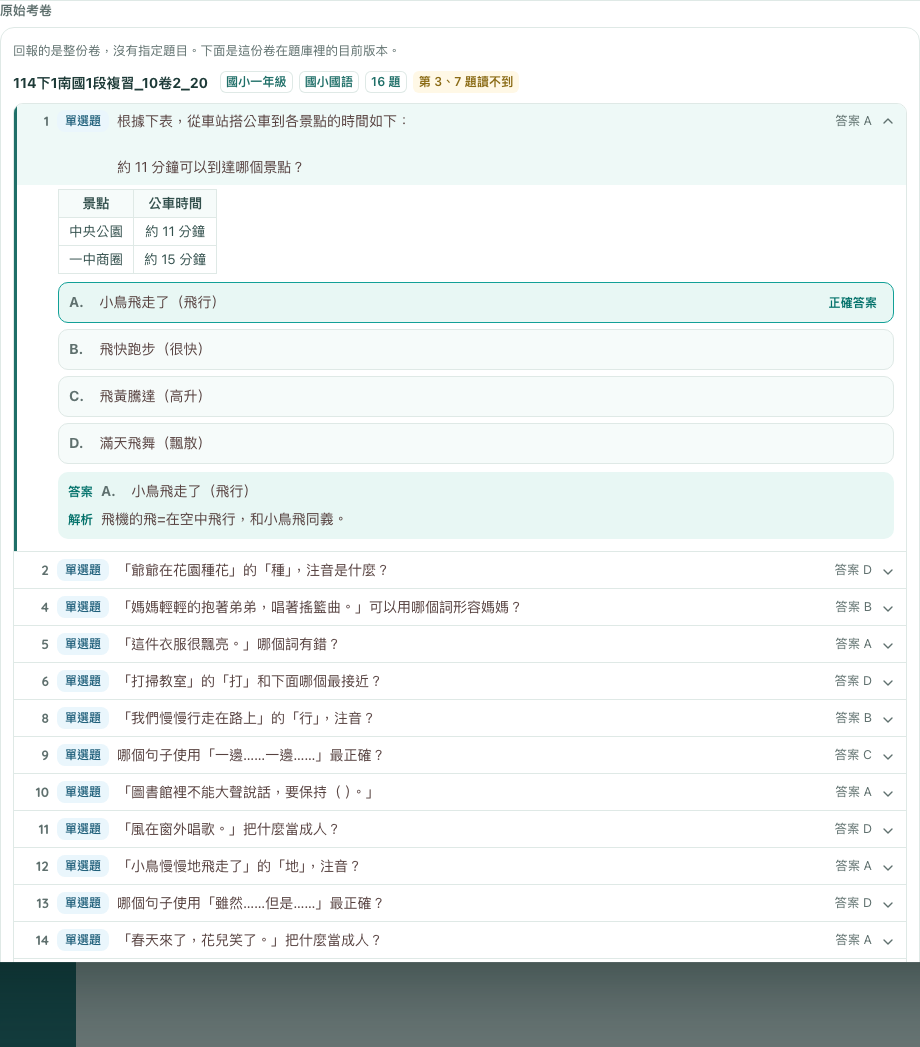 原始考卷
回報的是整份卷，沒有指定題目。下面是這份卷在題庫裡的目前版本。
114下1南國1段複習_10卷2_20 國小一年級 國小國語 16 題 第 3、7 題讀不到
1 單選題 根據下表，從車站搭公車到各景點的時間如下： 答案 A
約 11 分鐘可以到達哪個景點？
景點 公車時間
中央公園 約 11 分鐘
一中商圈 約 15 分鐘
A. 小鳥飛走了（飛行） 正確答案
B. 飛快跑步（很快）
C. 飛黃騰達（高升）
D. 滿天飛舞（飄散）
答案 A. 小鳥飛走了（飛行）
解析 飛機的飛=在空中飛行，和小鳥飛同義。
2 單選題 「爺爺在花園種花」的「種」，注音是什麼？ 答案 D
4 單選題 「媽媽輕輕的抱著弟弟，唱著搖籃曲。」可以用哪個詞形容媽媽？ 答案 B
5 單選題 「這件衣服很飄亮。」哪個詞有錯？ 答案 A
6 單選題 「打掃教室」的「打」和下面哪個最接近？ 答案 D
8 單選題 「我們慢慢行走在路上」的「行」，注音？ 答案 B
9 單選題 哪個句子使用「一邊……一邊……」最正確？ 答案 C
10 單選題 「圖書館裡不能大聲說話，要保持（ ）。」 答案 A
11 單選題 「風在窗外唱歌。」把什麼當成人？ 答案 D
12 單選題 「小鳥慢慢地飛走了」的「地」，注音？ 答案 A
13 單選題 哪個句子使用「雖然……但是……」最正確？ 答案 D
14 單選題 「春天來了，花兒笑了。」把什麼當成人？ 答案 A